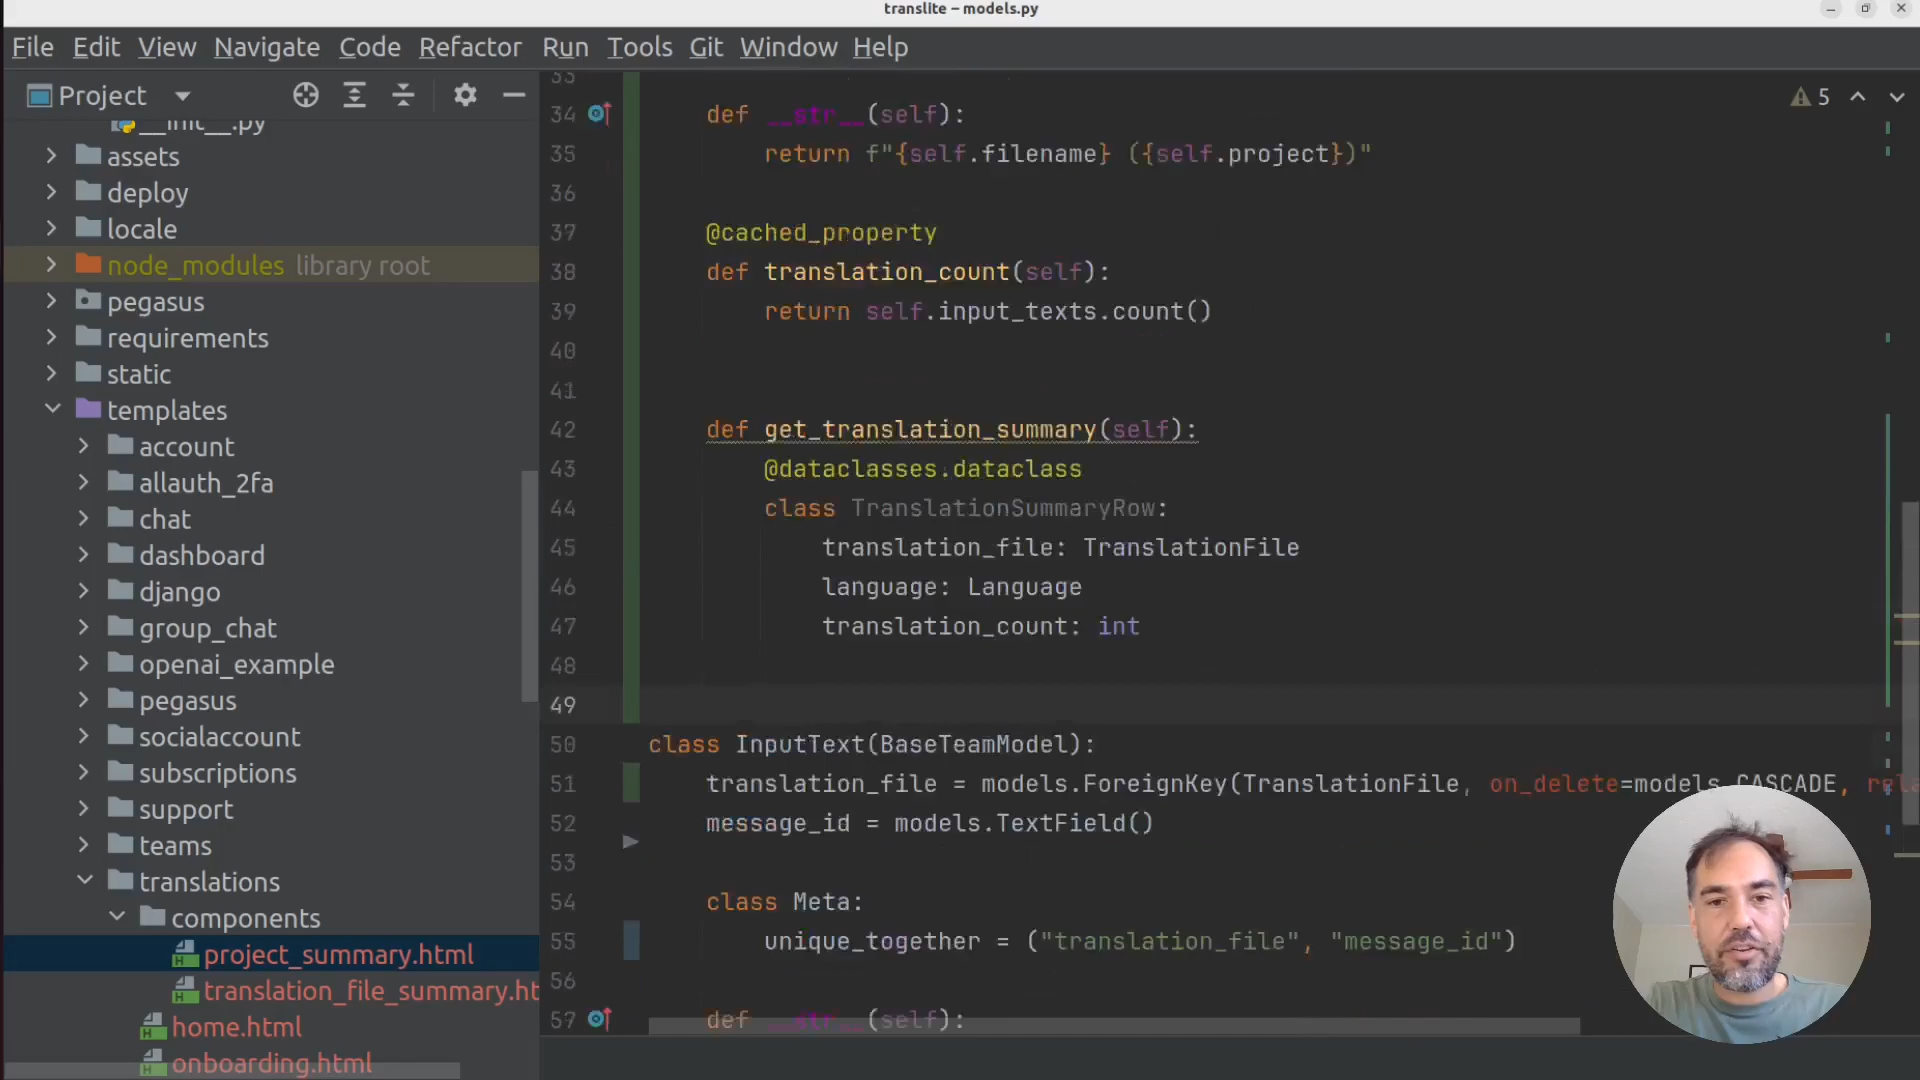 translite – models.py
File Edit View Navigate Code Refactor Run Tools Git Window Help
Project
__init__.py
assets
deploy
locale
node_modules library root
pegasus
requirements
static
templates
account
allauth_2fa
chat
dashboard
django
group_chat
openai_example
pegasus
socialaccount
subscriptions
support
teams
translations
components
project_summary.html
translation_file_summary.ht
home.html
onboarding.html
5
33
34 def __str__(self):
35 return f"{self.filename} ({self.project})"
36
37 @cached_property
38 def translation_count(self):
39 return self.input_texts.count()
40
41
42 def get_translation_summary(self):
43 @dataclasses.dataclass
44 class TranslationSummaryRow:
45 translation_file: TranslationFile
46 language: Language
47 translation_count: int
48
49
50 class InputText(BaseTeamModel):
51 translation_file = models.ForeignKey(TranslationFile, on_delete=models.CASCADE, rela
52 message_id = models.TextField()
53
54 class Meta:
55 unique_together = ("translation_file", "message_id")
56
57 def __str__(self):